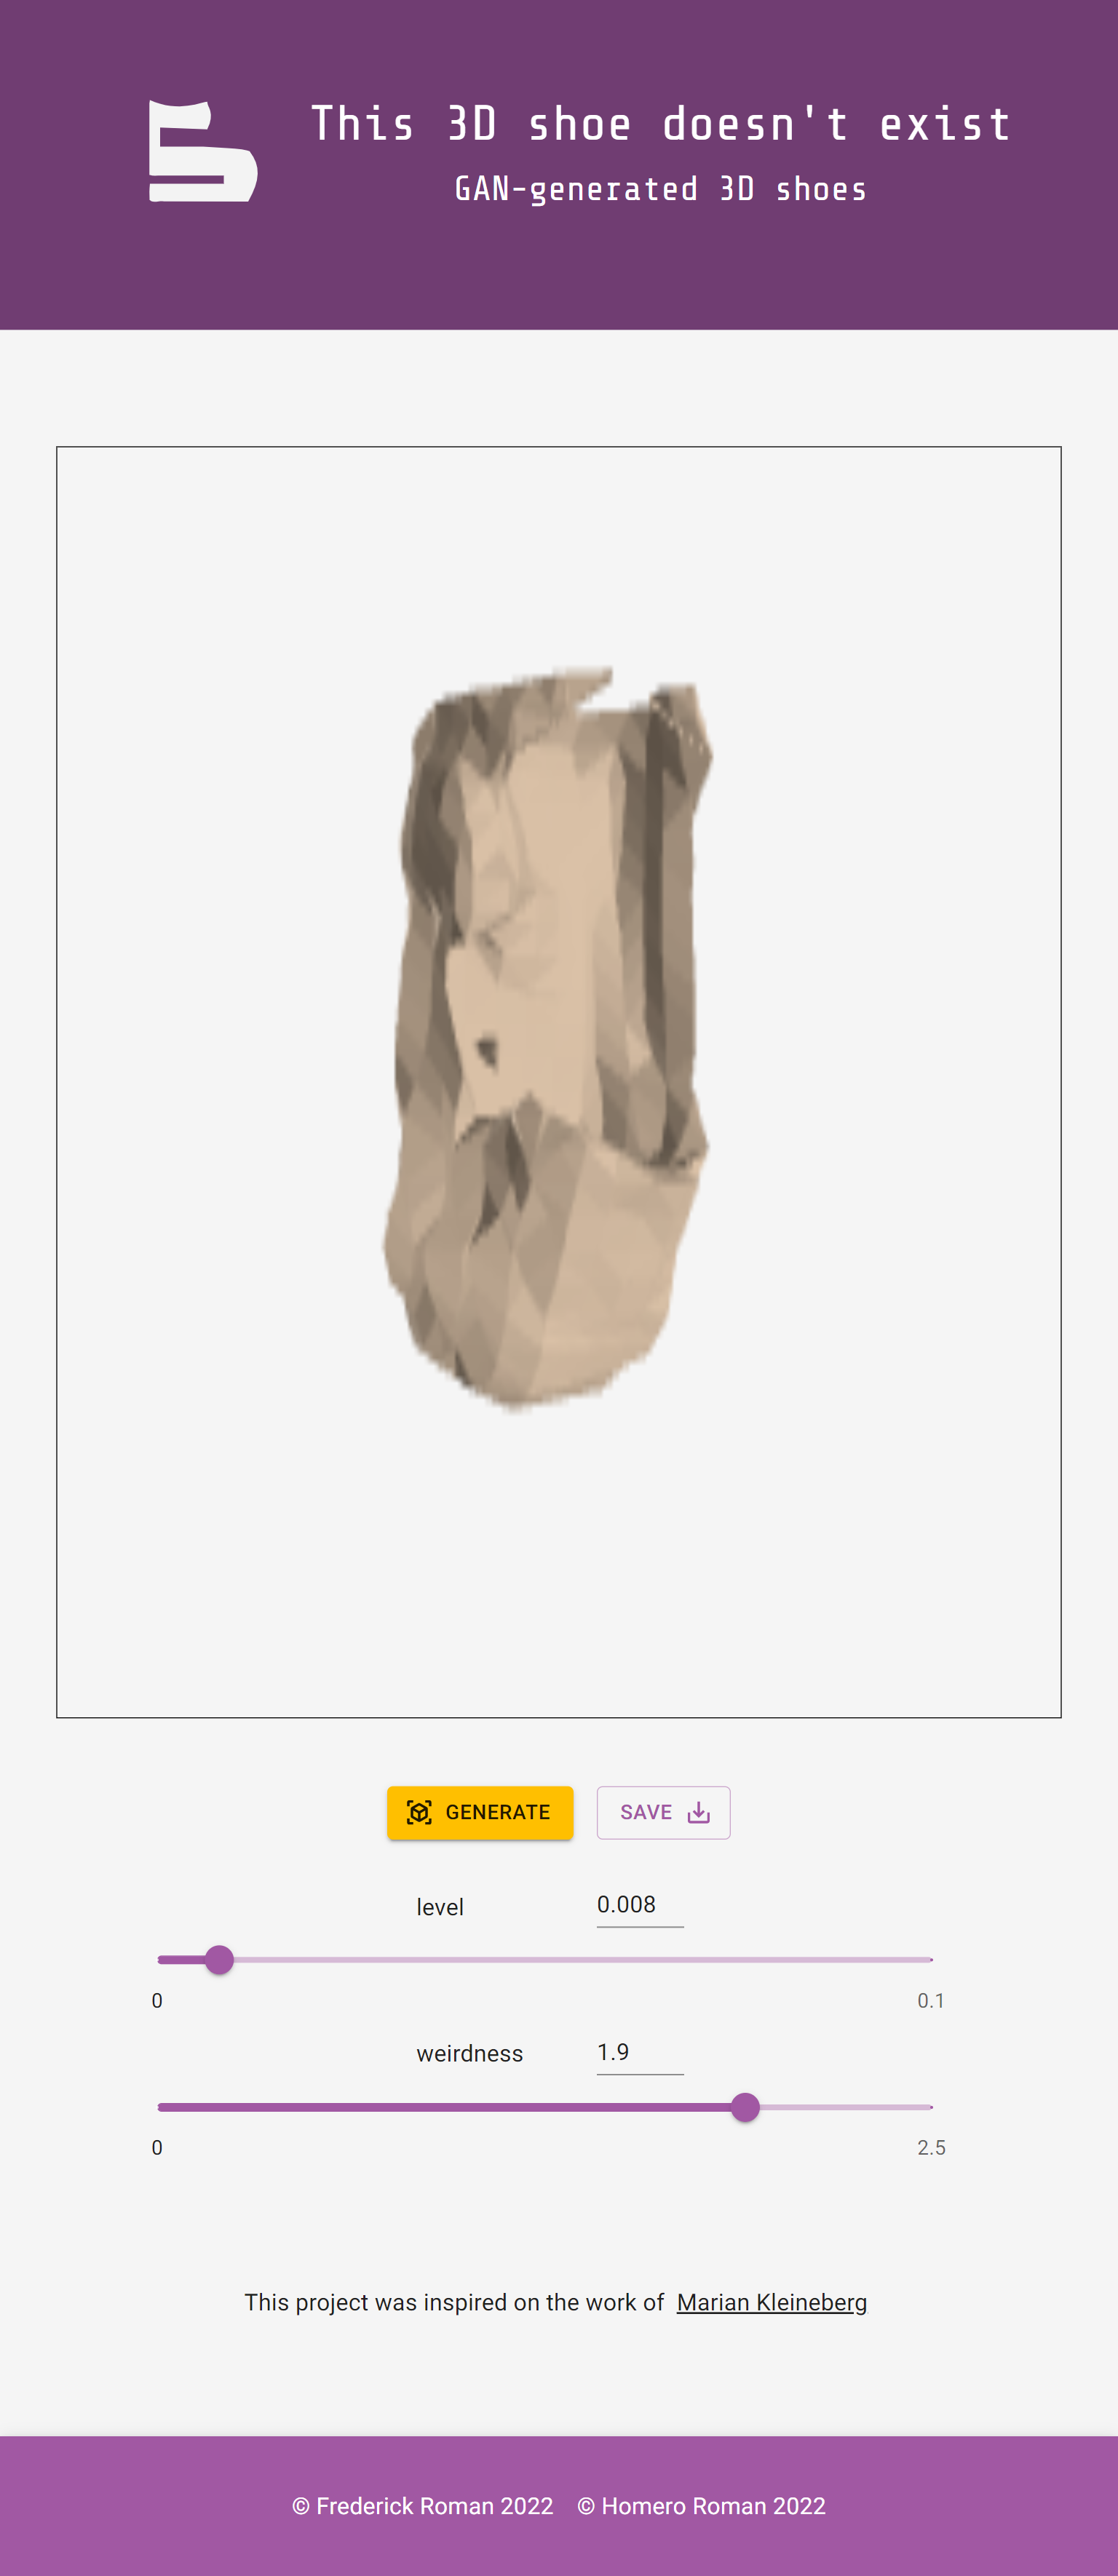 This 3D shoe doesn't exist
GAN-generated 3D shoes
GENERATE
SAVE
level
0.008
0
0.1
weirdness
1.9
0
2.5
This project was inspired on the work of Marian Kleineberg
© Frederick Roman 2022 © Homero Roman 2022